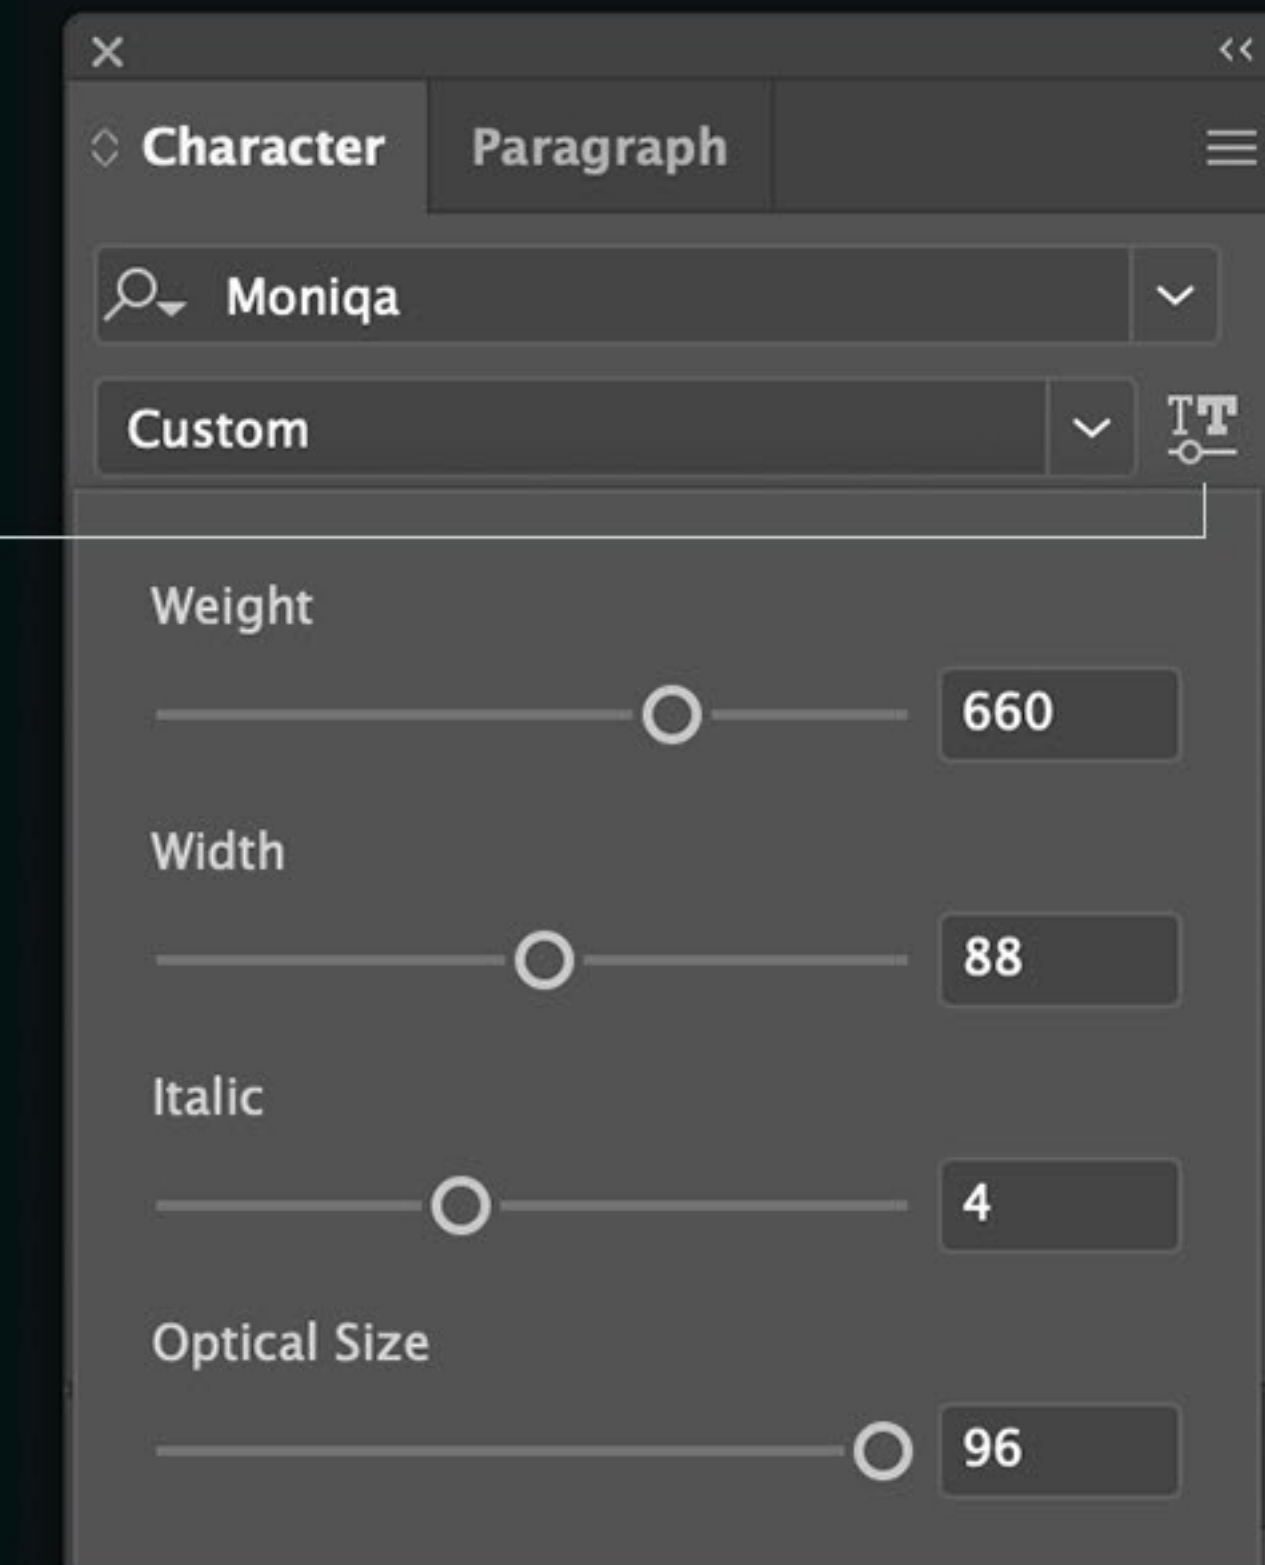 Character Paragraph
Moniqa
Custom
Weight
660
Width
88
Italic
4
Optical Size
96